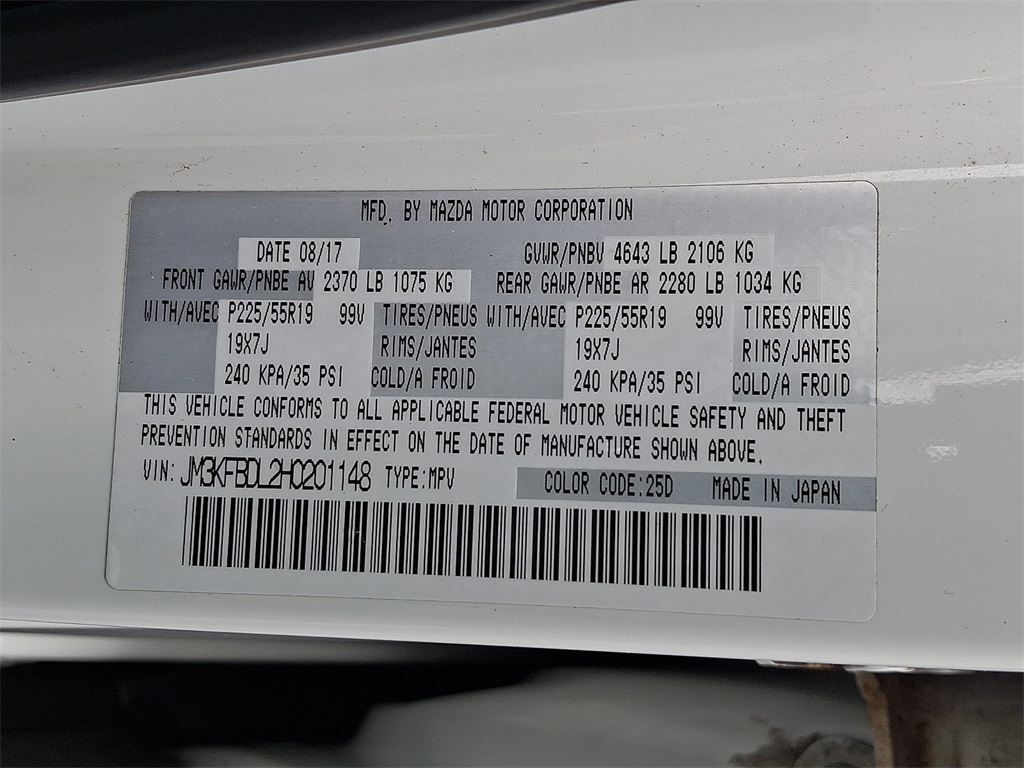 MFD. BY MAZDA MOTOR CORPORATION
DATE 08/17 GVWR/PNBV 4643 LB 2106 KG
FRONT GAWR/PNBE AV 2370 LB 1075 KG REAR GAWR/PNBE AR 2280 LB 1034 KG
WITH/AVEC P225/55R19 99V TIRES/PNEUS WITH/AVEC P225/55R19 99V TIRES/PNEUS
19X7J RIMS/JANTES 19X7J RIMS/JANTES
240 KPA/35 PSI COLD/A FROID 240 KPA/35 PSI COLD/A FROID
THIS VEHICLE CONFORMS TO ALL APPLICABLE FEDERAL MOTOR VEHICLE SAFETY AND THEFT
PREVENTION STANDARDS IN EFFECT ON THE DATE OF MANUFACTURE SHOWN ABOVE.
VIN: JM3KFBDL2H0201148 TYPE:MPV COLOR CODE:25D MADE IN JAPAN